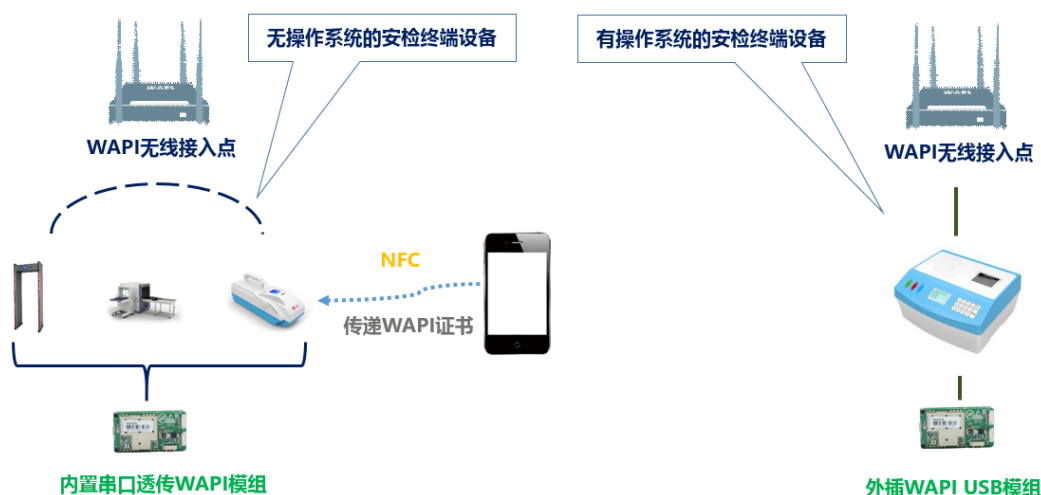 无操作系统的安检终端设备
有操作系统的安检终端设备
WAPI无线接入点
WAPI无线接入点
NFC
传递WAPI证书
内置串口透传WAPI模组
外插WAPI USB模组